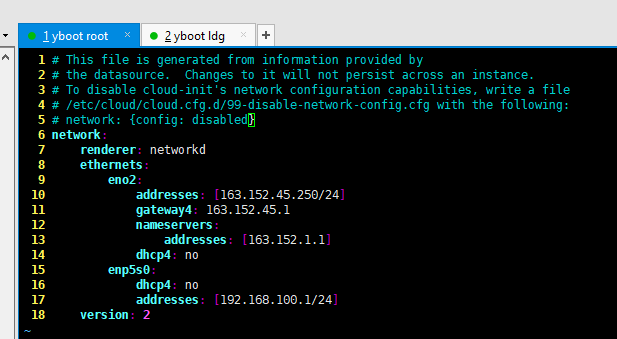 1 yboot root × 2 yboot ldg × +
1 # This file is generated from information provided by
2 # the datasource.  Changes to it will not persist across an instance.
3 # To disable cloud-init's network configuration capabilities, write a file
4 # /etc/cloud/cloud.cfg.d/99-disable-network-config.cfg with the following:
5 # network: {config: disabled}
6 network:
7     renderer: networkd
8     ethernets:
9         eno2:
10             addresses: [163.152.45.250/24]
11             gateway4: 163.152.45.1
12             nameservers:
13                 addresses: [163.152.1.1]
14             dhcp4: no
15         enp5s0:
16             dhcp4: no
17             addresses: [192.168.100.1/24]
18     version: 2
~